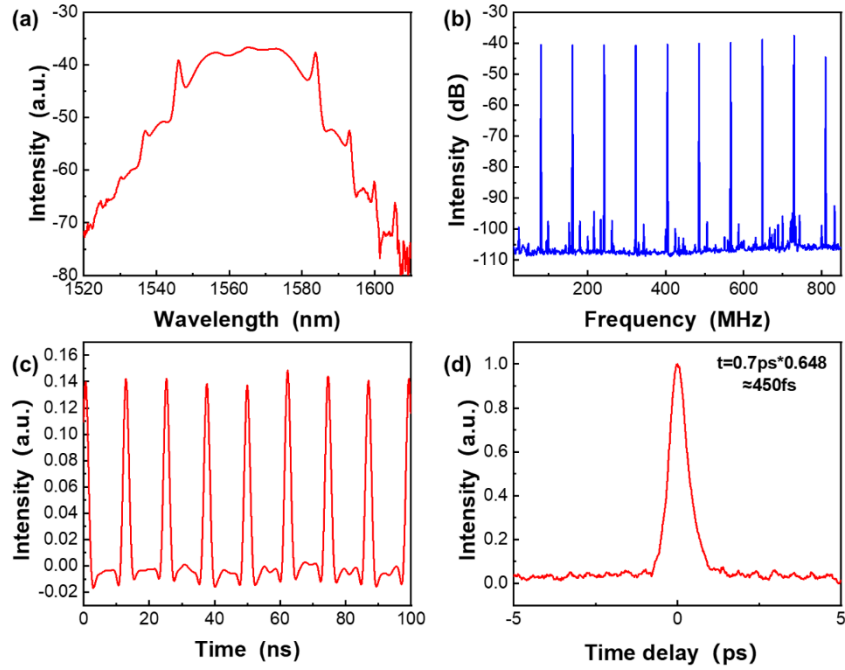 (a)
-30
-40
-50
-60
-70
-80
Intensity (a.u.)
1520 1540 1560 1580 1600
Wavelength (nm)
(b)
-30
-40
-50
-60
-70
-80
-90
-100
-110
Intensity (dB)
200 400 600 800
Frequency (MHz)
(c)
0.16
0.14
0.12
0.10
0.08
0.06
0.04
0.02
0.00
-0.02
Intensity (a.u.)
0 20 40 60 80 100
Time (ns)
(d)
t=0.7ps*0.648
≈450fs
1.0
0.8
0.6
0.4
0.2
0.0
Intensity (a.u.)
-5 0 5
Time delay (ps)